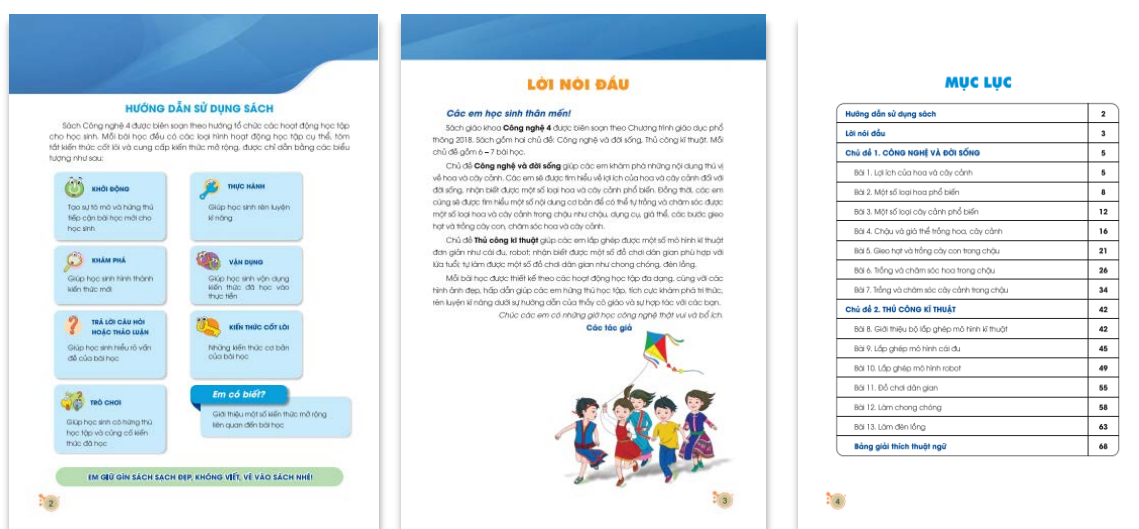 HƯỚNG DẪN SỬ DỤNG SÁCH
Sách Công nghệ 4 được biên soạn theo hướng tổ chức các hoạt động học tập
cho học sinh. Mỗi bài học đều có các loại hình hoạt động học tập cụ thể, tóm
tắt kiến thức cốt lõi và cung cấp kiến thức mở rộng, được chỉ dẫn bằng các biểu
tượng như sau:
KHỞI ĐỘNG
Tạo sự tò mò và hứng thú
tiếp cận bài học mới cho
học sinh
THỰC HÀNH
Giúp học sinh rèn luyện
kĩ năng
KHÁM PHÁ
Giúp học sinh hình thành
kiến thức mới
VẬN DỤNG
Giúp học sinh vận dụng
kiến thức đã học vào
thực tiễn
TRẢ LỜI CÂU HỎI
HOẶC THẢO LUẬN
Giúp học sinh hiểu rõ vấn
đề của bài học
KIẾN THỨC CỐT LÕI
Những kiến thức cơ bản
của bài học
TRÒ CHƠI
Giúp học sinh có hứng thú
học tập và củng cố kiến
thức đã học
Em có biết?
Giới thiệu một số kiến thức mở rộng
liên quan đến bài học
EM GIỮ GÌN SÁCH SẠCH ĐẸP, KHÔNG VIẾT, VẼ VÀO SÁCH NHÉ!
2
LỜI NÓI ĐẦU
Các em học sinh thân mến!
Sách giáo khoa Công nghệ 4 được biên soạn theo Chương trình giáo dục phổ
thông 2018. Sách gồm hai chủ đề: Công nghệ và đời sống, Thủ công kĩ thuật. Mỗi
chủ đề gồm 6 – 7 bài học.
Chủ đề Công nghệ và đời sống giúp các em khám phá những nội dung thú vị
về hoa và cây cảnh. Các em sẽ được tìm hiểu về lợi ích của hoa và cây cảnh đối với
đời sống, nhận biết được một số loại hoa và cây cảnh phổ biến. Đồng thời, các em
cũng sẽ được tìm hiểu một số nội dung cơ bản để có thể tự trồng và chăm sóc được
một số loại hoa và cây cảnh trong chậu như chậu, dụng cụ, giá thể, các bước gieo
hạt và trồng cây con, chăm sóc hoa và cây cảnh.
Chủ đề Thủ công kĩ thuật giúp các em lắp ghép được một số mô hình kĩ thuật
đơn giản như cái đu, robot; nhận biết được một số đồ chơi dân gian phù hợp với
lứa tuổi; tự làm được một số đồ chơi dân gian như chong chóng, đèn lồng.
Mỗi bài học được thiết kế theo các hoạt động học tập đa dạng, cùng với các
hình ảnh đẹp, hấp dẫn giúp các em hứng thú học tập, tích cực khám phá tri thức,
rèn luyện kĩ năng dưới sự hướng dẫn của thầy cô giáo và sự hợp tác với các bạn.
Chúc các em có những giờ học công nghệ thật vui và bổ ích.
Các tác giả
3
MỤC LỤC
Hướng dẫn sử dụng sách 2
Lời nói đầu 3
Chủ đề 1. CÔNG NGHỆ VÀ ĐỜI SỐNG 5
Bài 1. Lợi ích của hoa và cây cảnh 5
Bài 2. Một số loại hoa phổ biến 8
Bài 3. Một số loại cây cảnh phổ biến 12
Bài 4. Chậu và giá thể trồng hoa, cây cảnh 16
Bài 5. Gieo hạt và trồng cây con trong chậu 21
Bài 6. Trồng và chăm sóc hoa trong chậu 26
Bài 7. Trồng và chăm sóc cây cảnh trong chậu 34
Chủ đề 2. THỦ CÔNG KĨ THUẬT 42
Bài 8. Giới thiệu bộ lắp ghép mô hình kĩ thuật 42
Bài 9. Lắp ghép mô hình cái đu 45
Bài 10. Lắp ghép mô hình robot 49
Bài 11. Đồ chơi dân gian 55
Bài 12. Làm chong chóng 58
Bài 13. Làm đèn lồng 63
Bảng giải thích thuật ngữ 68
4